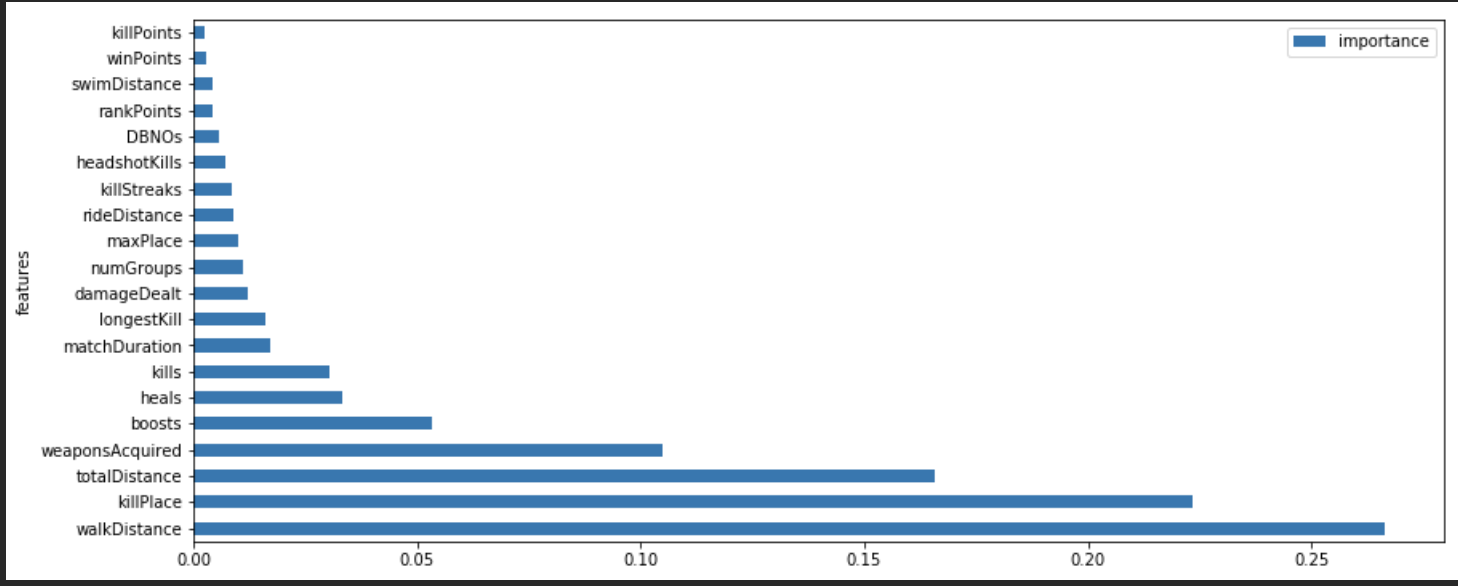 importance
features
killPoints
winPoints
swimDistance
rankPoints
DBNOs
headshotKills
killStreaks
rideDistance
maxPlace
numGroups
damageDealt
longestKill
matchDuration
kills
heals
boosts
weaponsAcquired
totalDistance
killPlace
walkDistance
0.00 0.05 0.10 0.15 0.20 0.25